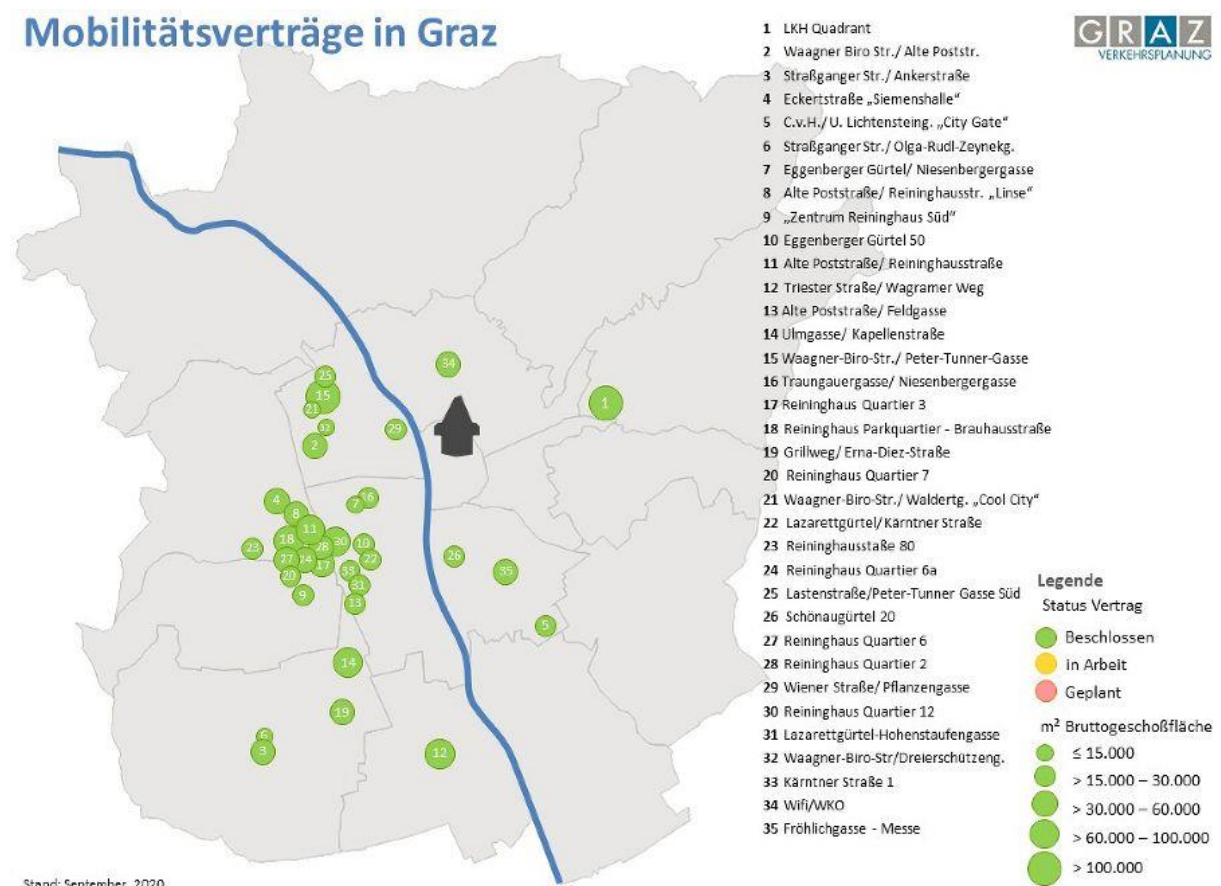 Mobilitätsverträge in Graz
GRAZ
VERKEHRSPLANUNG
1 LKH Quadrant
2 Waagner Biro Str./ Alte Poststr.
3 Straßganger Str./ Ankerstraße
4 Eckertstraße „Siemenshalle“
5 C.v.H./ U. Lichtensteing. „City Gate“
6 Straßganger Str./ Olga-Rudl-Zeynekg.
7 Eggenberger Gürtel/ Niesenbergergasse
8 Alte Poststraße/ Reininghausstr. „Linse“
9 „Zentrum Reininghaus Süd“
10 Eggenberger Gürtel 50
11 Alte Poststraße/ Reininghausstraße
12 Triester Straße/ Wagramer Weg
13 Alte Poststraße/ Feldgasse
14 Ulmgasse/ Kapellenstraße
15 Waagner-Biro-Str./ Peter-Tunner-Gasse
16 Traungauergasse/ Niesenbergergasse
17 Reininghaus Quartier 3
18 Reininghaus Parkquartier - Brauhausstraße
19 Grillweg/ Erna-Diez-Straße
20 Reininghaus Quartier 7
21 Waagner-Biro-Str./ Waldertg. „Cool City“
22 Lazarettgürtel/ Kärntner Straße
23 Reininghausstaße 80
24 Reininghaus Quartier 6a
25 Lastenstraße/Peter-Tunner Gasse Süd
26 Schönaugürtel 20
27 Reininghaus Quartier 6
28 Reininghaus Quartier 2
29 Wiener Straße/ Pflanzengasse
30 Reininghaus Quartier 12
31 Lazarettgürtel-Hohenstaufengasse
32 Waagner-Biro-Str/Dreierschützeng.
33 Kärntner Straße 1
34 Wifi/WKO
35 Fröhlichgasse - Messe
34
25
15
21
1
32
29
2
4
16
7
8
11
18
28
30
10
23
26
27
24
17
22
33
35
20
31
9
13
5
14
19
6
3
12
Legende
Status Vertrag
Beschlossen
in Arbeit
Geplant
m² Bruttogeschoßfläche
≤ 15.000
> 15.000 – 30.000
> 30.000 – 60.000
> 60.000 – 100.000
> 100.000
Stand: September, 2020